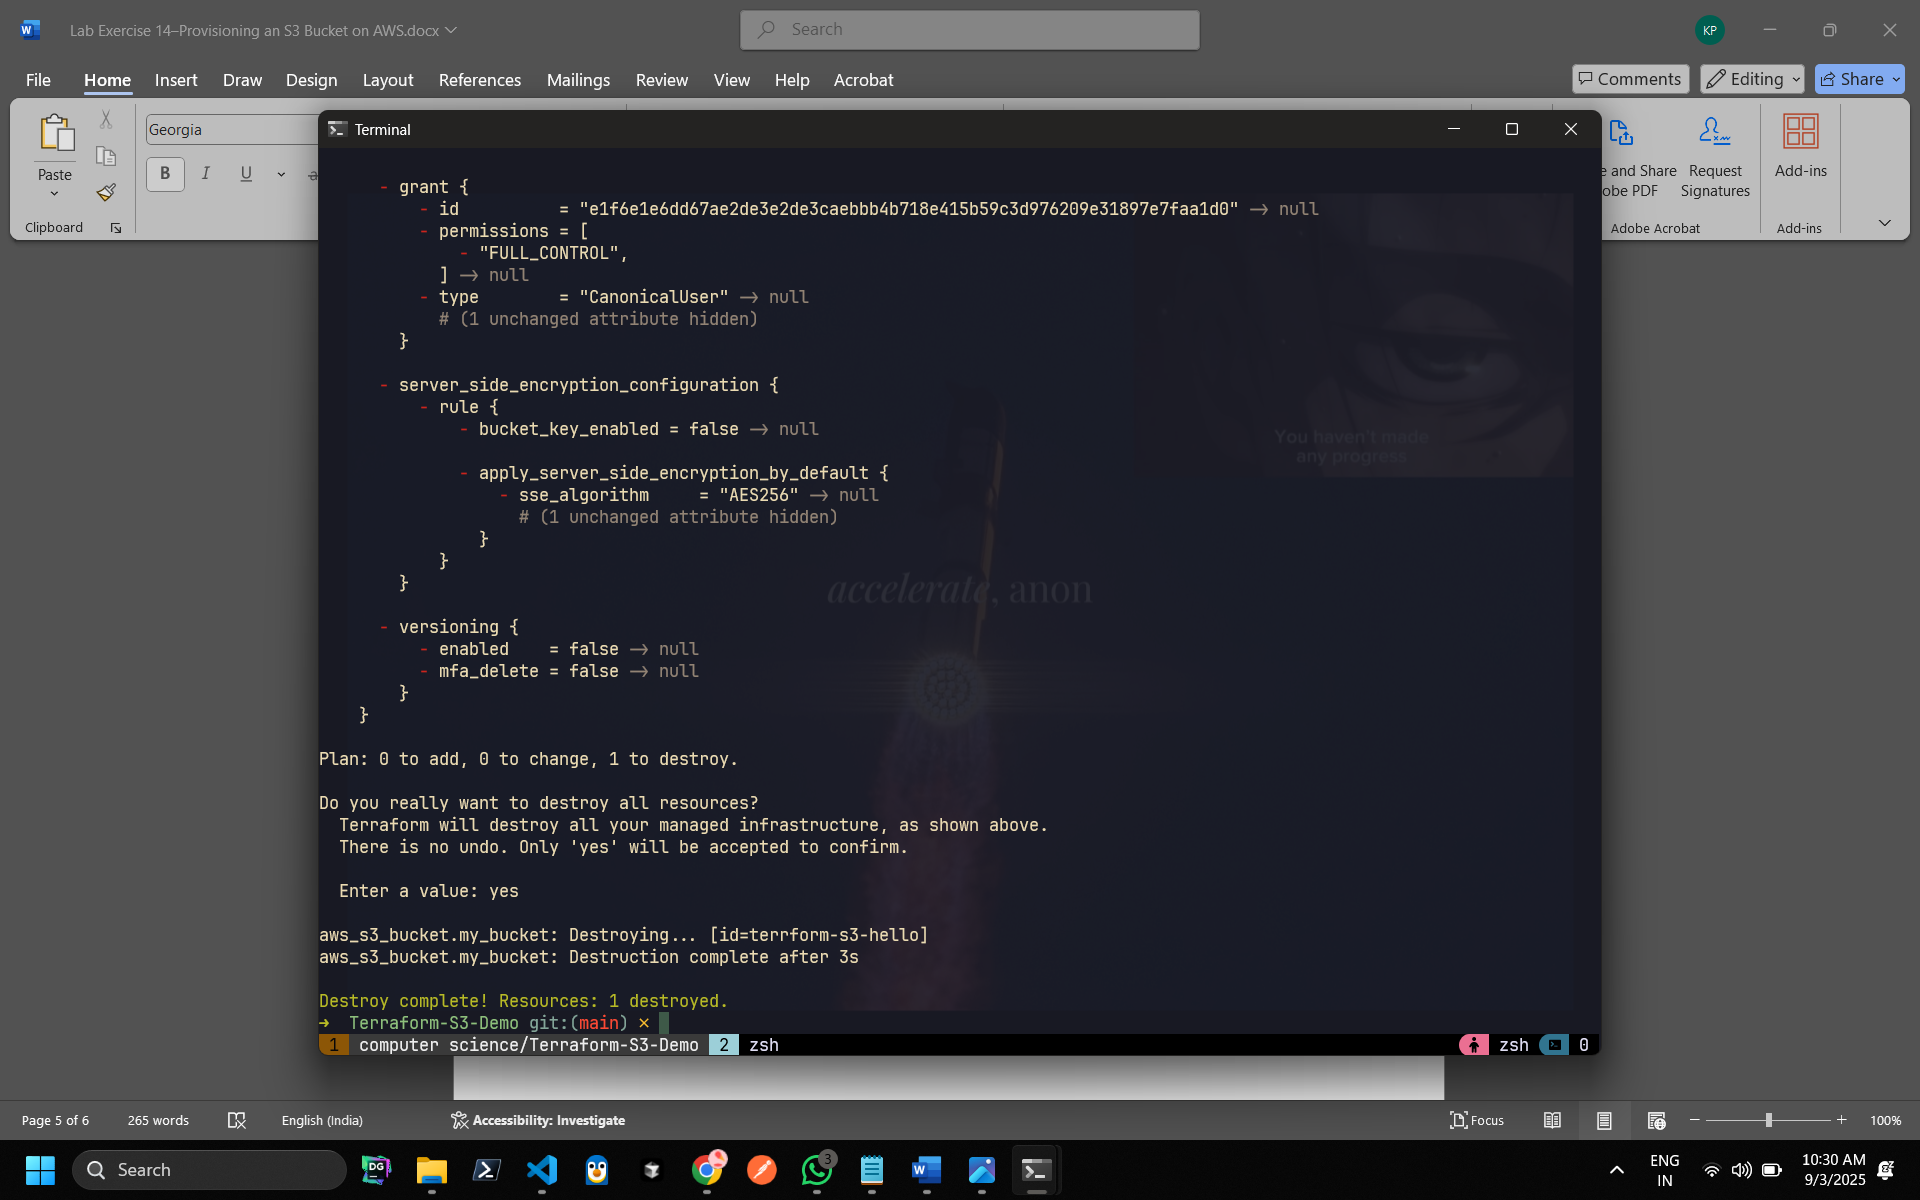 Lab Exercise 14–Provisioning an S3 Bucket on AWS.docx
Search
KP
File Home Insert Draw Design Layout References Mailings Review View Help Acrobat
Comments Editing Share
Georgia
Paste
B I U
Clipboard
e and Share
obe PDF
Request
Signatures
Adobe Acrobat
Add-ins
Add-ins
Terminal
- grant {
- id = "e1f6e1e6dd67ae2de3e2de3caebbb4b718e415b59c3d976209e31897e7faa1d0" -> null
- permissions = [
- "FULL_CONTROL",
] -> null
- type = "CanonicalUser" -> null
# (1 unchanged attribute hidden)
}
- server_side_encryption_configuration {
- rule {
- bucket_key_enabled = false -> null
- apply_server_side_encryption_by_default {
- sse_algorithm = "AES256" -> null
# (1 unchanged attribute hidden)
}
}
}
- versioning {
- enabled = false -> null
- mfa_delete = false -> null
}
}
You haven't made
any progress
accelerate, anon
Plan: 0 to add, 0 to change, 1 to destroy.
Do you really want to destroy all resources?
Terraform will destroy all your managed infrastructure, as shown above.
There is no undo. Only 'yes' will be accepted to confirm.
Enter a value: yes
aws_s3_bucket.my_bucket: Destroying... [id=terrform-s3-hello]
aws_s3_bucket.my_bucket: Destruction complete after 3s
Destroy complete! Resources: 1 destroyed.
➜ Terraform-S3-Demo git:(main) ×
1 computer science/Terraform-S3-Demo 2 zsh
zsh 0
Page 5 of 6 265 words English (India) Accessibility: Investigate Focus 100%
Search
DG
3
ENG
IN
10:30 AM
9/3/2025